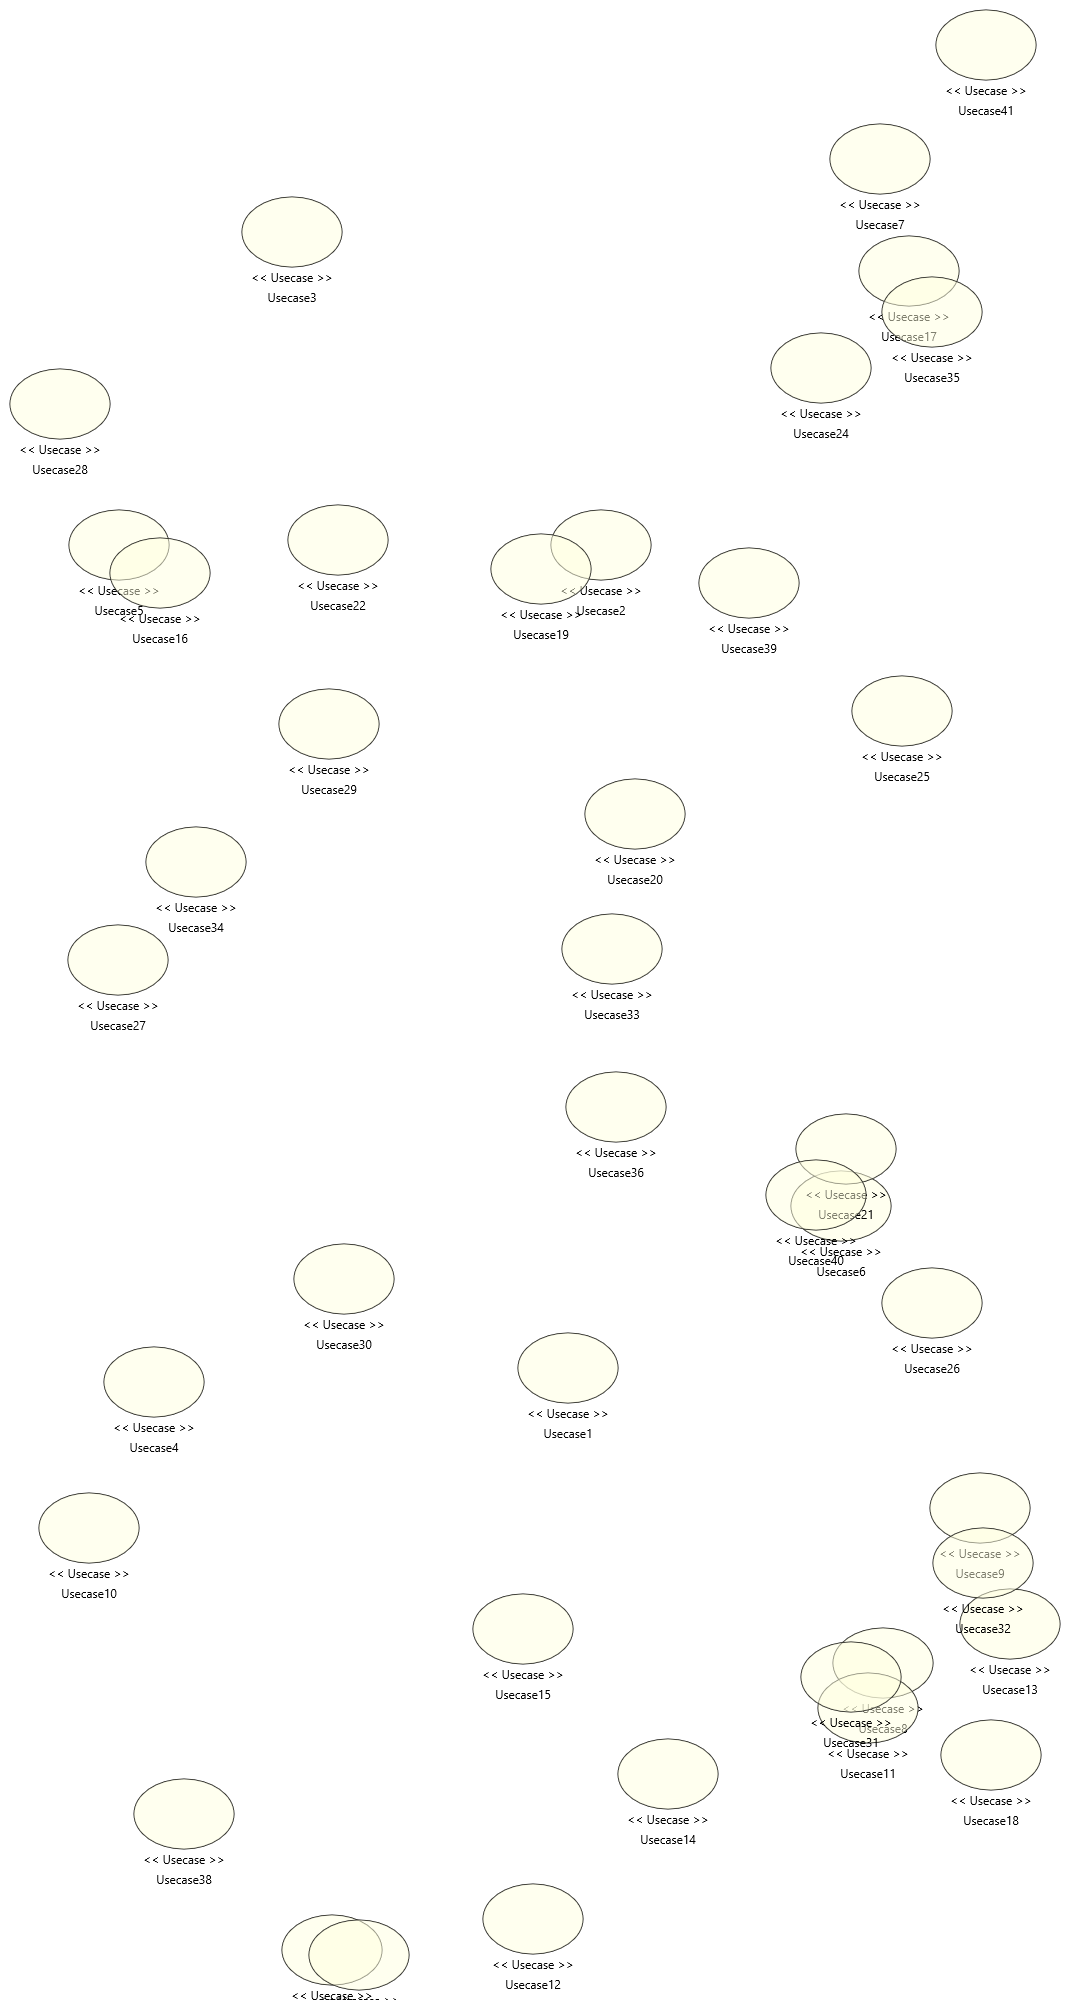 << Usecase >>
Usecase41
<< Usecase >>
Usecase7
<< Usecase >>
Usecase3
<< Usecase >>
Usecase17
<< Usecase >>
Usecase35
<< Usecase >>
Usecase24
<< Usecase >>
Usecase28
<< Usecase >>
Usecase5
<< Usecase >>
Usecase16
<< Usecase >>
Usecase22
<< Usecase >>
Usecase2
<< Usecase >>
Usecase19
<< Usecase >>
Usecase39
<< Usecase >>
Usecase25
<< Usecase >>
Usecase29
<< Usecase >>
Usecase20
<< Usecase >>
Usecase34
<< Usecase >>
Usecase27
<< Usecase >>
Usecase33
<< Usecase >>
Usecase36
<< Usecase >>
Usecase21
<< Usecase >>
Usecase40
<< Usecase >>
Usecase6
<< Usecase >>
Usecase30
<< Usecase >>
Usecase26
<< Usecase >>
Usecase1
<< Usecase >>
Usecase4
<< Usecase >>
Usecase9
<< Usecase >>
Usecase10
<< Usecase >>
Usecase32
<< Usecase >>
Usecase13
<< Usecase >>
Usecase15
<< Usecase >>
Usecase8
<< Usecase >>
Usecase31
<< Usecase >>
Usecase11
<< Usecase >>
Usecase18
<< Usecase >>
Usecase14
<< Usecase >>
Usecase38
<< Usecase >>
Usecase12
<< Usecase >>